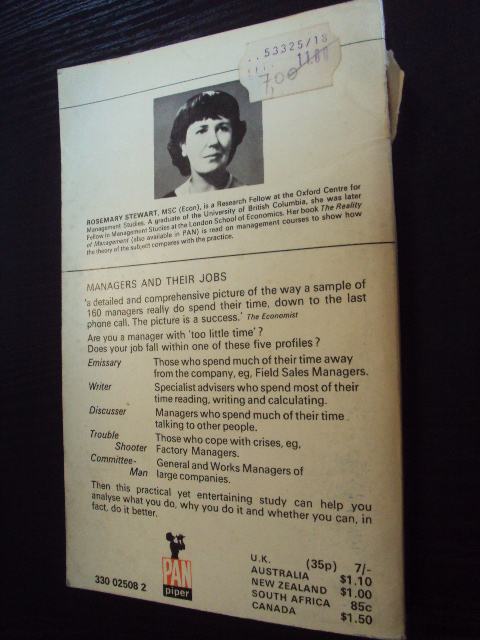 ..53325/18
11.80
700
ROSEMARY STEWART, MSC (Econ), is a Research Fellow at the Oxford Centre for
Management Studies. A graduate of the University of British Columbia, she was later
Fellow in Management Studies at the London School of Economics. Her book The Reality
of Management (also available in PAN) is read on management courses to show how
the theory of the subject compares with the practice.
MANAGERS AND THEIR JOBS
'a detailed and comprehensive picture of the way a sample of
160 managers really do spend their time, down to the last
phone call. The picture is a success.' The Economist
Are you a manager with 'too little time'?
Does your job fall within one of these five profiles?
Emissary Those who spend much of their time away
from the company, eg, Field Sales Managers.
Writer Specialist advisers who spend most of their
time reading, writing and calculating.
Discusser Managers who spend much of their time
talking to other people.
Trouble Those who cope with crises, eg,
Shooter Factory Managers.
Committee- General and Works Managers of
Man large companies.
Then this practical yet entertaining study can help you
analyse what you do, why you do it and whether you can, in
fact, do it better.
PAN
piper
330 02508 2
U.K. (35p) 7/-
AUSTRALIA $1.10
NEW ZEALAND $1.00
SOUTH AFRICA 85c
CANADA $1.50